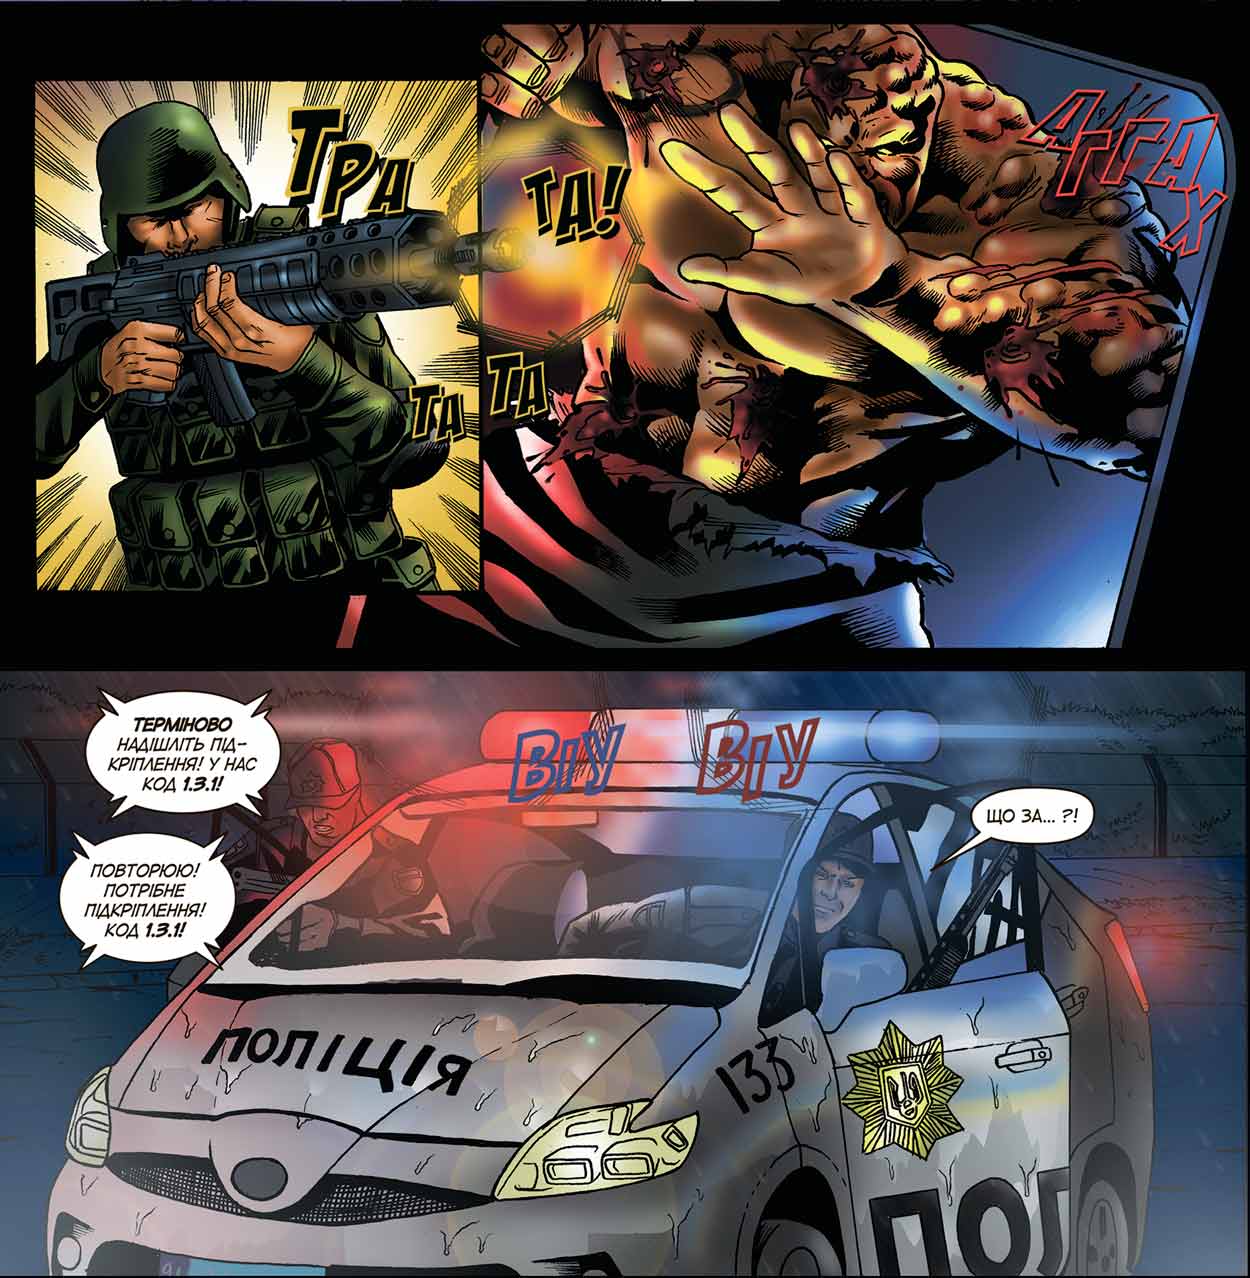 ТРА
ТА!
ТА
ТА
АГГГАХ
ТЕРМІНОВО
НАДІШЛІТЬ ПІД-
КРІПЛЕННЯ! У НАС
КОД 1.3.1!
ПОВТОРЮЮ!
ПОТРІБНЕ
ПІДКРІПЛЕННЯ!
КОД 1.3.1!
ВІУ ВІУ
ЩО ЗА... ?!
ПОЛІЦІЯ
133
ПОЛ